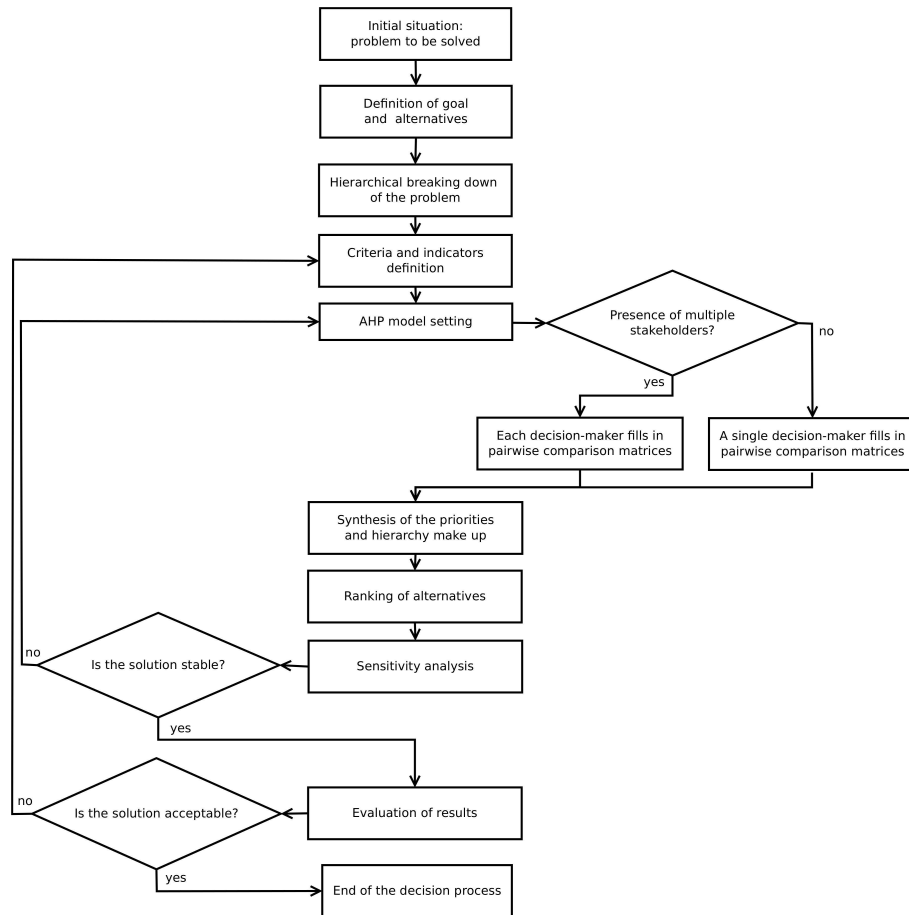 Initial situation:
problem to be solved
Definition of goal
and alternatives
Hierarchical breaking down
of the problem
Criteria and indicators
definition
AHP model setting
Presence of multiple
stakeholders?
no
yes
Each decision-maker fills in
pairwise comparison matrices
A single decision-maker fills in
pairwise comparison matrices
Synthesis of the priorities
and hierarchy make up
Ranking of alternatives
Sensitivity analysis
Is the solution stable?
no
yes
Evaluation of results
Is the solution acceptable?
no
yes
End of the decision process